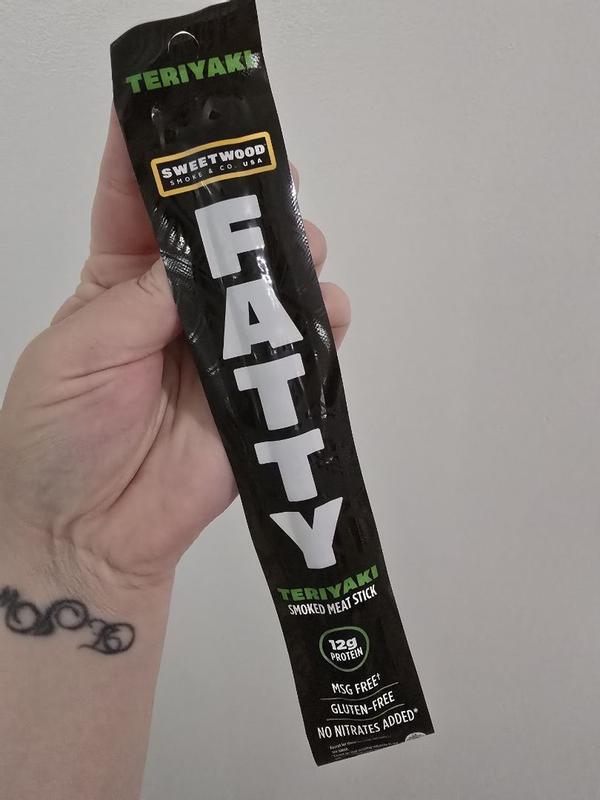 TERIYAKI
SWEETWOOD
SMOKE & CO. USA
FATTY
TERIYAKI
SMOKED MEAT STICK
12g
PROTEIN
MSG FREE†
GLUTEN-FREE
NO NITRATES ADDED*